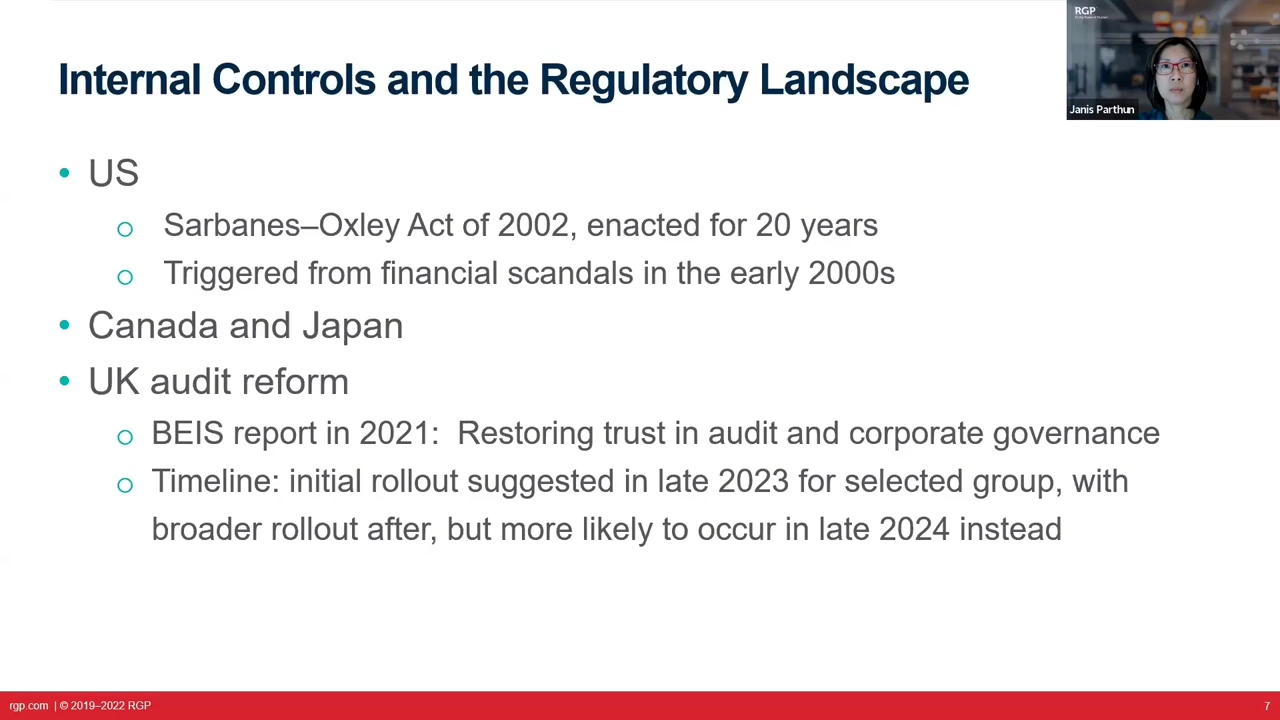 RGP
Janis Parthun
Internal Controls and the Regulatory Landscape
• US
o Sarbanes–Oxley Act of 2002, enacted for 20 years
o Triggered from financial scandals in the early 2000s
• Canada and Japan
• UK audit reform
o BEIS report in 2021:  Restoring trust in audit and corporate governance
o Timeline: initial rollout suggested in late 2023 for selected group, with
broader rollout after, but more likely to occur in late 2024 instead
rgp.com | © 2019–2022 RGP
7